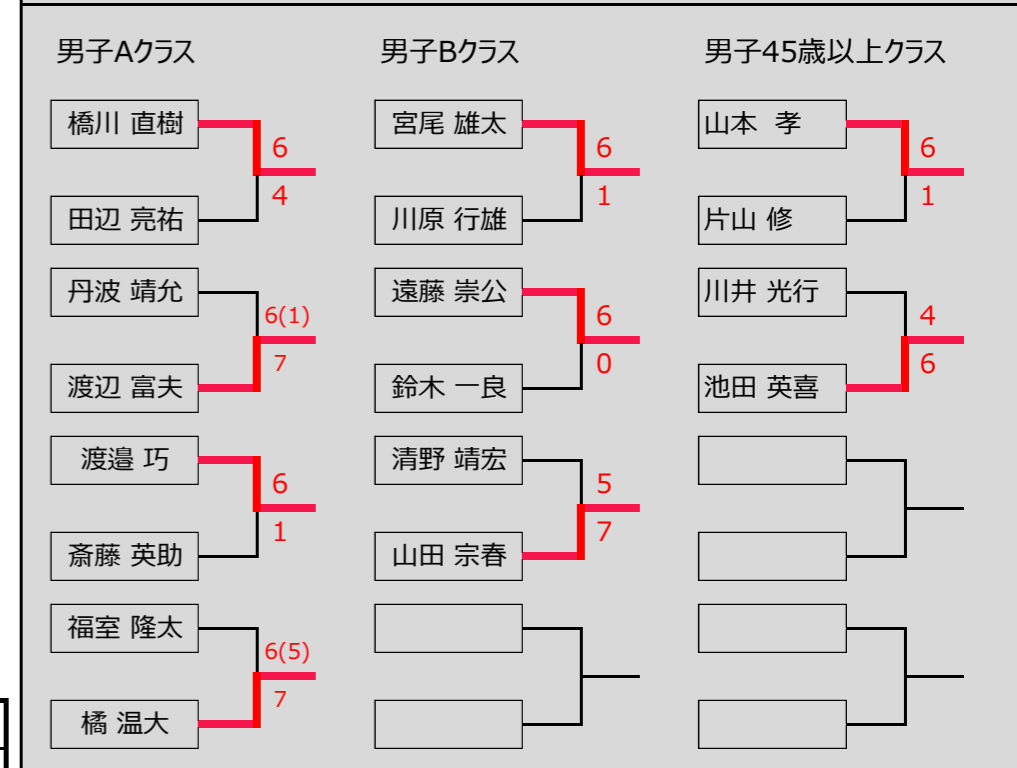 男子Aクラス
橋川 直樹
6
4
田辺 亮祐
丹波 靖允
6(1)
7
渡辺 富夫
渡邉 巧
6
1
斎藤 英助
福室 隆太
6(5)
7
橘 温大
男子Bクラス
宮尾 雄太
6
1
川原 行雄
遠藤 崇公
6
0
鈴木 一良
清野 靖宏
5
7
山田 宗春
男子45歳以上クラス
山本 孝
6
1
片山 修
川井 光行
4
6
池田 英喜